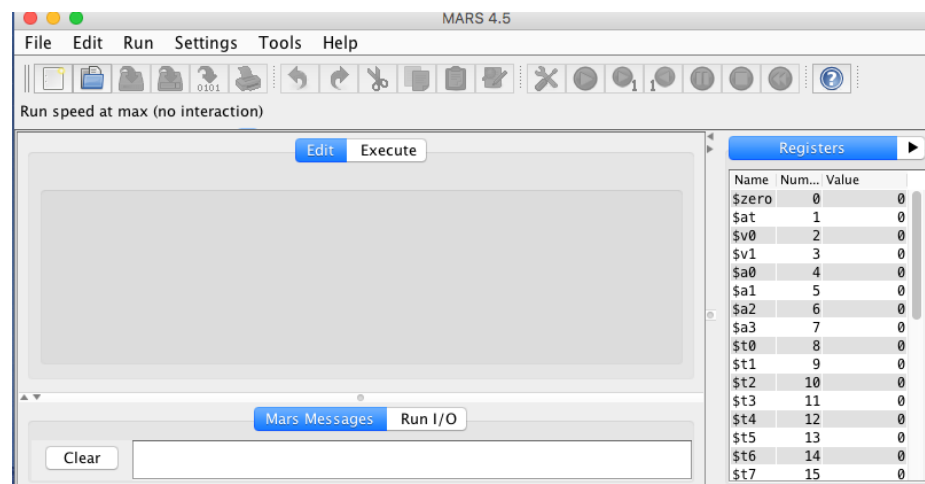 MARS 4.5
File Edit Run Settings Tools Help
0101
1
1
?
Run speed at max (no interaction)
Edit Execute
Registers
Name Num... Value
$zero 0 0
$at 1 0
$v0 2 0
$v1 3 0
$a0 4 0
$a1 5 0
$a2 6 0
$a3 7 0
$t0 8 0
$t1 9 0
$t2 10 0
$t3 11 0
$t4 12 0
$t5 13 0
$t6 14 0
$t7 15 0
Mars Messages Run I/O
Clear